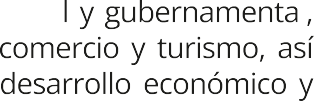 l y gubernamenta ,
comercio y turismo, así
desarrollo económico y